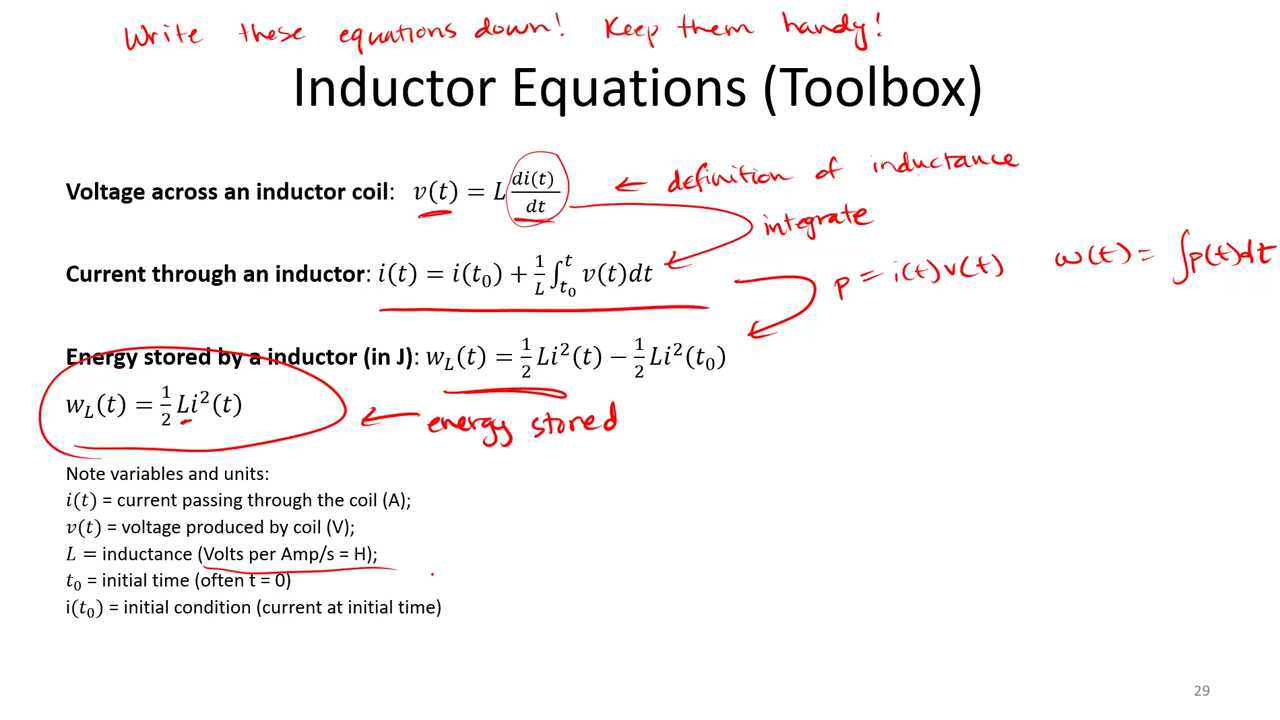 Write these equations down! Keep them handy!
Inductor Equations (Toolbox)
Voltage across an inductor coil: v(t) = L di(t)/dt ← definition of inductance
integrate
Current through an inductor: i(t) = i(t₀) + 1/L ∫ₜ₀ᵗ v(t)dt
p = i(t)v(t) w(t) = ∫p(t)dt
Energy stored by a inductor (in J): w_L(t) = 1/2 Li²(t) − 1/2 Li²(t₀)
w_L(t) = 1/2 Li²(t) ← energy stored
Note variables and units:
i(t) = current passing through the coil (A);
v(t) = voltage produced by coil (V);
L = inductance (Volts per Amp/s = H);
t₀ = initial time (often t = 0)
i(t₀) = initial condition (current at initial time)
29